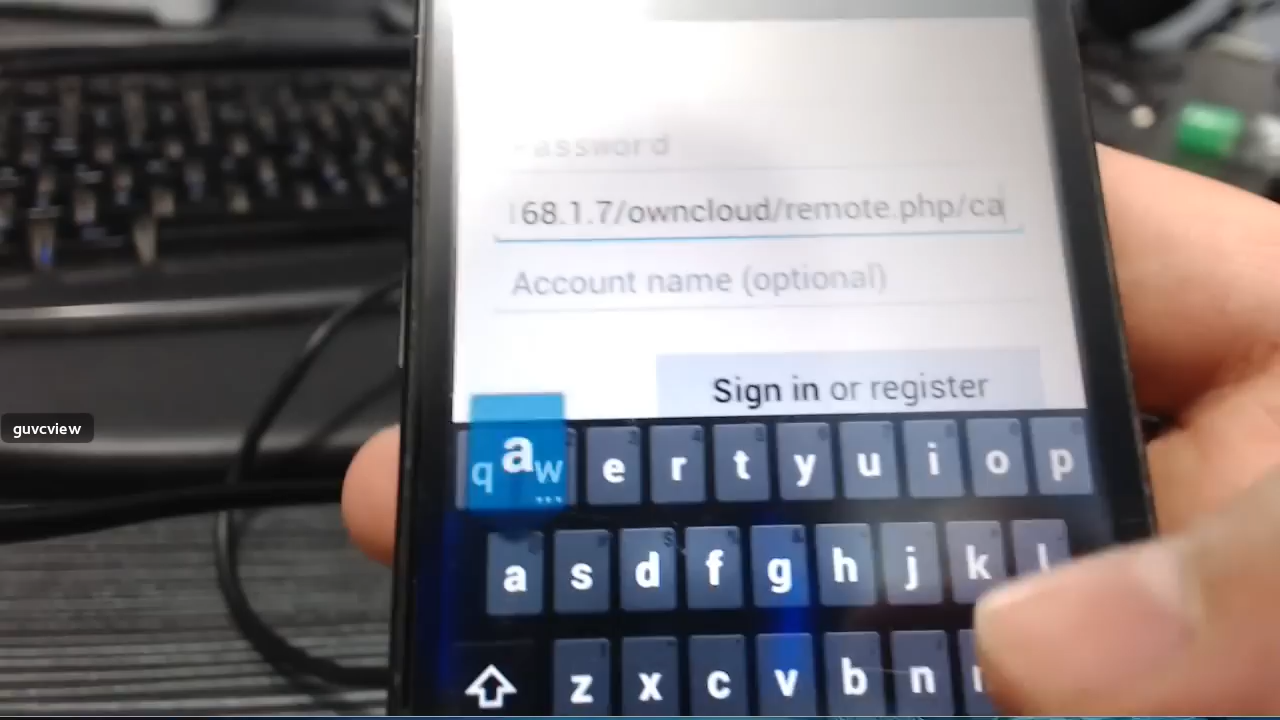 Password
168.1.7/owncloud/remote.php/ca
Account name (optional)
Sign in or register
guvcview
q a w
e r t y u i o p
a s d f g h j k l
z x c v b n